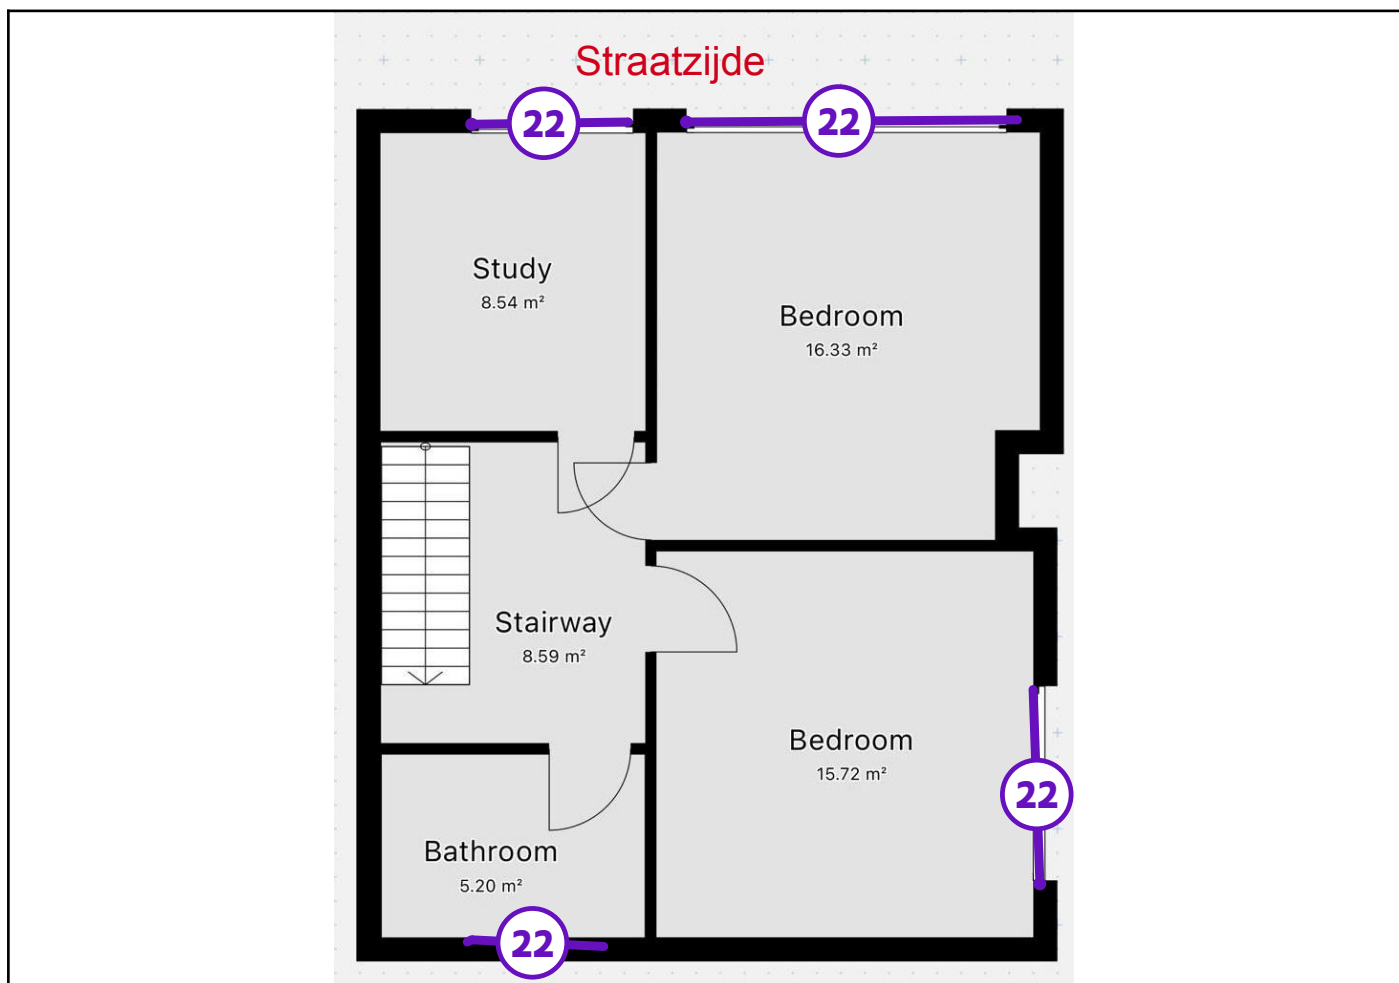 Straatzijde
22
22
Study
8.54 m²
Bedroom
16.33 m²
Stairway
8.59 m²
Bedroom
15.72 m²
22
Bathroom
5.20 m²
22